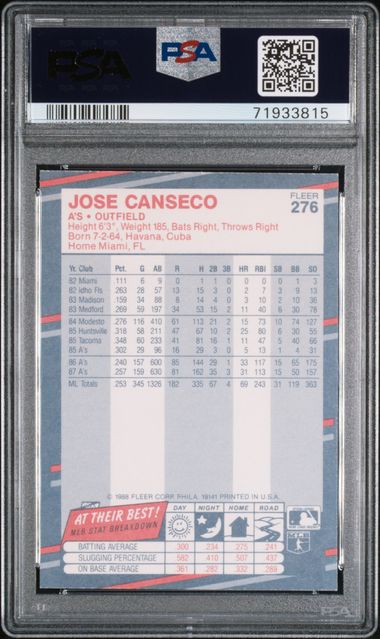 PSA
PSA
71933815
JOSE CANSECO
A'S • OUTFIELD
FLEER
276
Height 6'3", Weight 185, Bats Right, Throws Right
Born 7-2-64, Havana, Cuba
Home Miami, FL
Yr. Club Pct. G AB R H 2B 3B HR RBI SB BB SO
82 Miami .111 6 9 0 1 0 0 0 0 0 1 3
82 Idho Fls .263 28 57 13 15 3 0 2 7 3 9 13
83 Madison .159 34 88 8 14 4 0 3 10 2 10 36
83 Medford .269 59 197 34 53 15 2 11 40 6 30 78
84 Modesto .276 116 410 61 113 21 2 15 73 10 74 127
85 Huntsville .318 58 211 47 67 10 2 25 80 6 30 55
85 Tacoma .348 60 233 41 81 16 1 11 47 5 40 66
85 A's .302 29 96 16 29 3 0 5 13 1 4 31
86 A's .240 157 600 85 144 29 1 33 117 15 65 175
87 A's .257 159 630 81 162 35 3 31 113 15 50 157
ML Totals .253 345 1326 182 335 67 4 69 243 31 119 363
© 1988 FLEER CORP. PHILA. 19141 PRINTED IN U.S.A.
AT THEIR BEST!
MLB STAT BREAKDOWN
DAY NIGHT HOME ROAD
BATTING AVERAGE .300 .234 .275 .241
SLUGGING PERCENTAGE .582 .410 .507 .437
ON BASE AVERAGE .361 .282 .332 .289